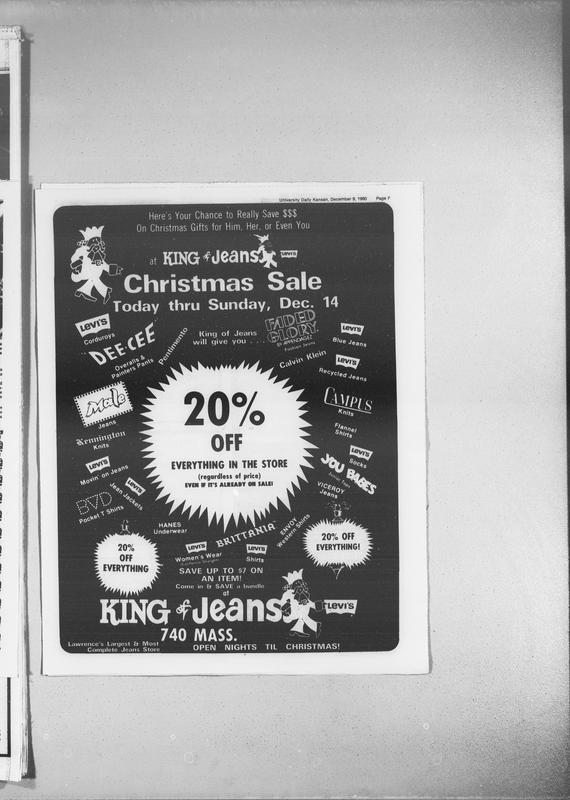 University Daily Kansan, December 9, 1980 Page 7
Here's Your Chance to Really Save $$$
On Christmas Gifts for Him, Her, or Even You
at KING of Jeans LEVI'S
Christmas Sale
Today thru Sunday, Dec. 14
LEVI'S
Corduroys
DEE-CEE
Overalls &
Painters Pants
Pentimento
King of Jeans
will give you . . .
FADED
GLORY
BY APPENDAGEZ
Fashion Jeans
Calvin Klein
LEVI'S
Blue Jeans
LEVI'S
Recycled Jeans
Male
Jeans
Kennington
Knits
LEVI'S
Movin' on Jeans
LEVI'S
Jean Jackets
BVD
Pocket T Shirts
20%
OFF
EVERYTHING IN THE STORE
(regardless of price)
EVEN IF IT'S ALREADY ON SALE!
CAMPUS
Knits
Flannel
Shirts
LEVI'S
Socks
YOU BABES
VICEROY
Jeans
HANES
Underwear
LEVI'S
Women's Wear
BRITTANIA
LEVI'S
Shirts
ENVOY
Western Shirts
20%
OFF
EVERYTHING
20% OFF
EVERYTHING!
SAVE UP TO $7 ON
AN ITEM!
Come in & SAVE a bundle
at
KING of Jeans LEVI'S
740 MASS.
Lawrence's Largest & Most
Complete Jeans Store
OPEN NIGHTS TIL CHRISTMAS!